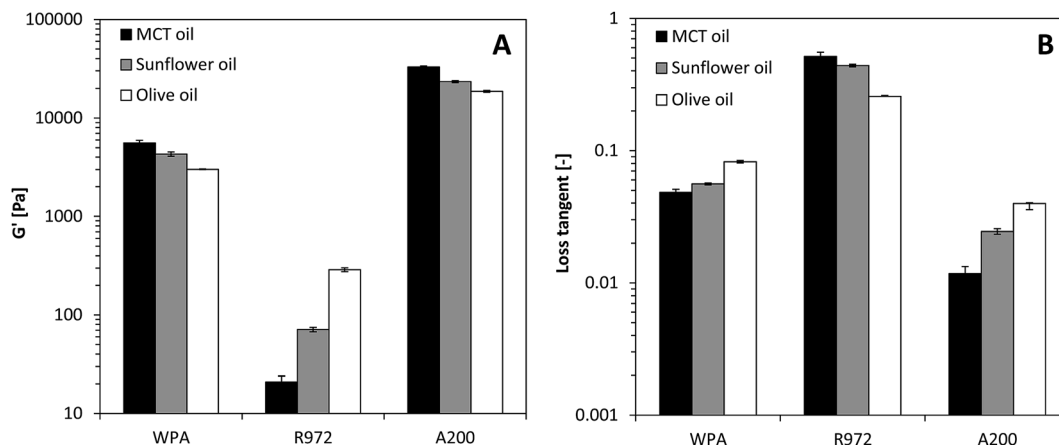 A
MCT oil
Sunflower oil
Olive oil
G' [Pa]
100000
10000
1000
100
10
WPA R972 A200
B
MCT oil
Sunflower oil
Olive oil
Loss tangent [-]
1
0.1
0.01
0.001
WPA R972 A200